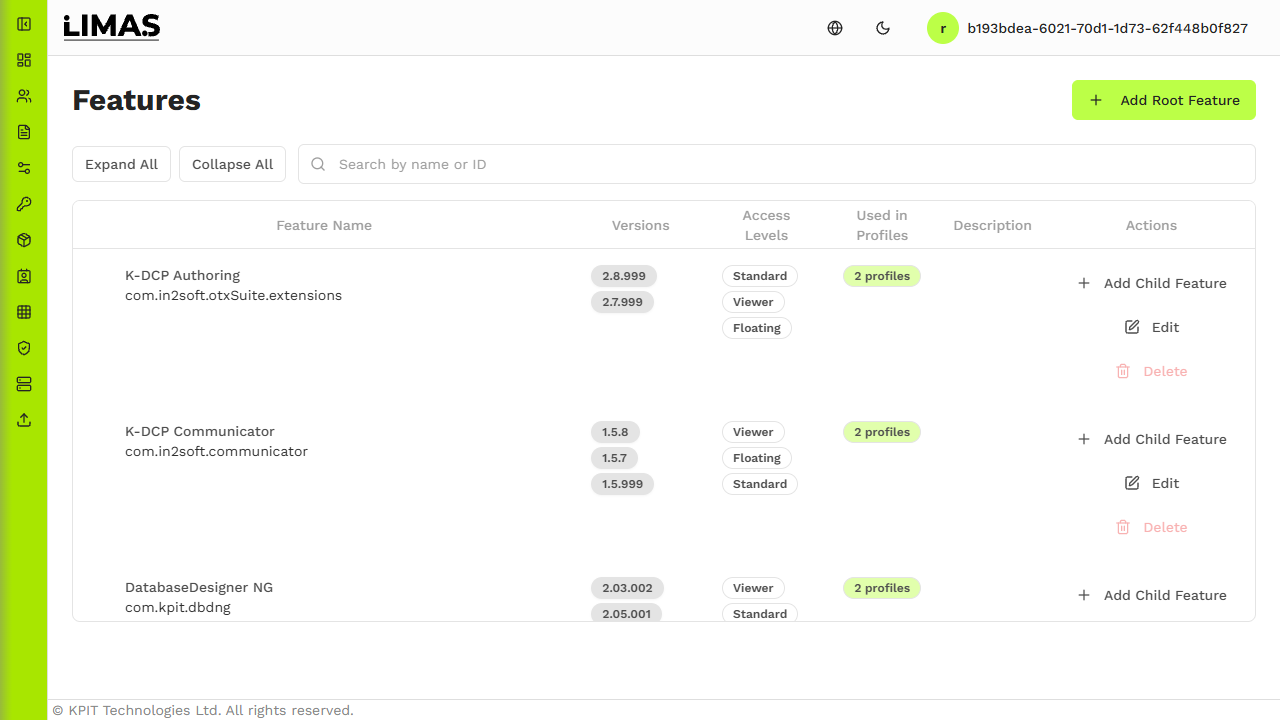 LIMAS
r
b193bdea-6021-70d1-1d73-62f448b0f827
Features
Add Root Feature
Expand All
Collapse All
Search by name or ID
Feature Name
Versions
Access
Levels
Used in
Profiles
Description
Actions
K-DCP Authoring
com.in2soft.otxSuite.extensions
2.8.999
2.7.999
Standard
Viewer
Floating
2 profiles
Add Child Feature
Edit
Delete
K-DCP Communicator
com.in2soft.communicator
1.5.8
1.5.7
1.5.999
Viewer
Floating
Standard
2 profiles
Add Child Feature
Edit
Delete
DatabaseDesigner NG
com.kpit.dbdng
2.03.002
2.05.001
Viewer
Standard
2 profiles
Add Child Feature
© KPIT Technologies Ltd. All rights reserved.